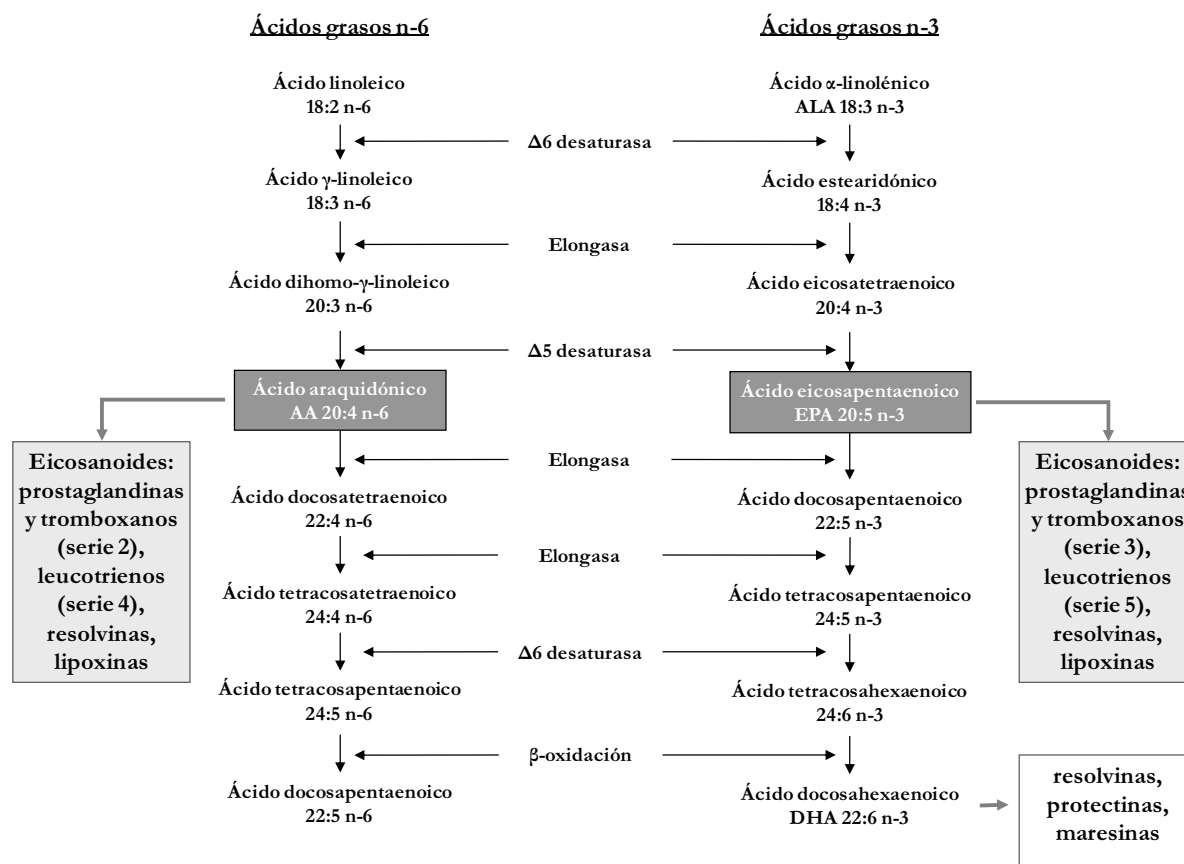 Ácidos grasos n-6
Ácidos grasos n-3
Ácido linoleico
18:2 n-6
Ácido α-linolénico
ALA 18:3 n-3
Δ6 desaturasa
Ácido γ-linoleico
18:3 n-6
Ácido estearidónico
18:4 n-3
Elongasa
Ácido dihomo-γ-linoleico
20:3 n-6
Ácido eicosatetraenoico
20:4 n-3
Δ5 desaturasa
Ácido araquidónico
AA 20:4 n-6
Ácido eicosapentaenoico
EPA 20:5 n-3
Eicosanoides:
prostaglandinas
y tromboxanos
(serie 2),
leucotrienos
(serie 4),
resolvinas,
lipoxinas
Elongasa
Eicosanoides:
prostaglandinas
y tromboxanos
(serie 3),
leucotrienos
(serie 5),
resolvinas,
lipoxinas
Ácido docosatetraenoico
22:4 n-6
Ácido docosapentaenoico
22:5 n-3
Elongasa
Ácido tetracosatetraenoico
24:4 n-6
Ácido tetracosapentaenoico
24:5 n-3
Δ6 desaturasa
Ácido tetracosapentaenoico
24:5 n-6
Ácido tetracosahexaenoico
24:6 n-3
β-oxidación
Ácido docosapentaenoico
22:5 n-6
Ácido docosahexaenoico
DHA 22:6 n-3
resolvinas,
protectinas,
maresinas